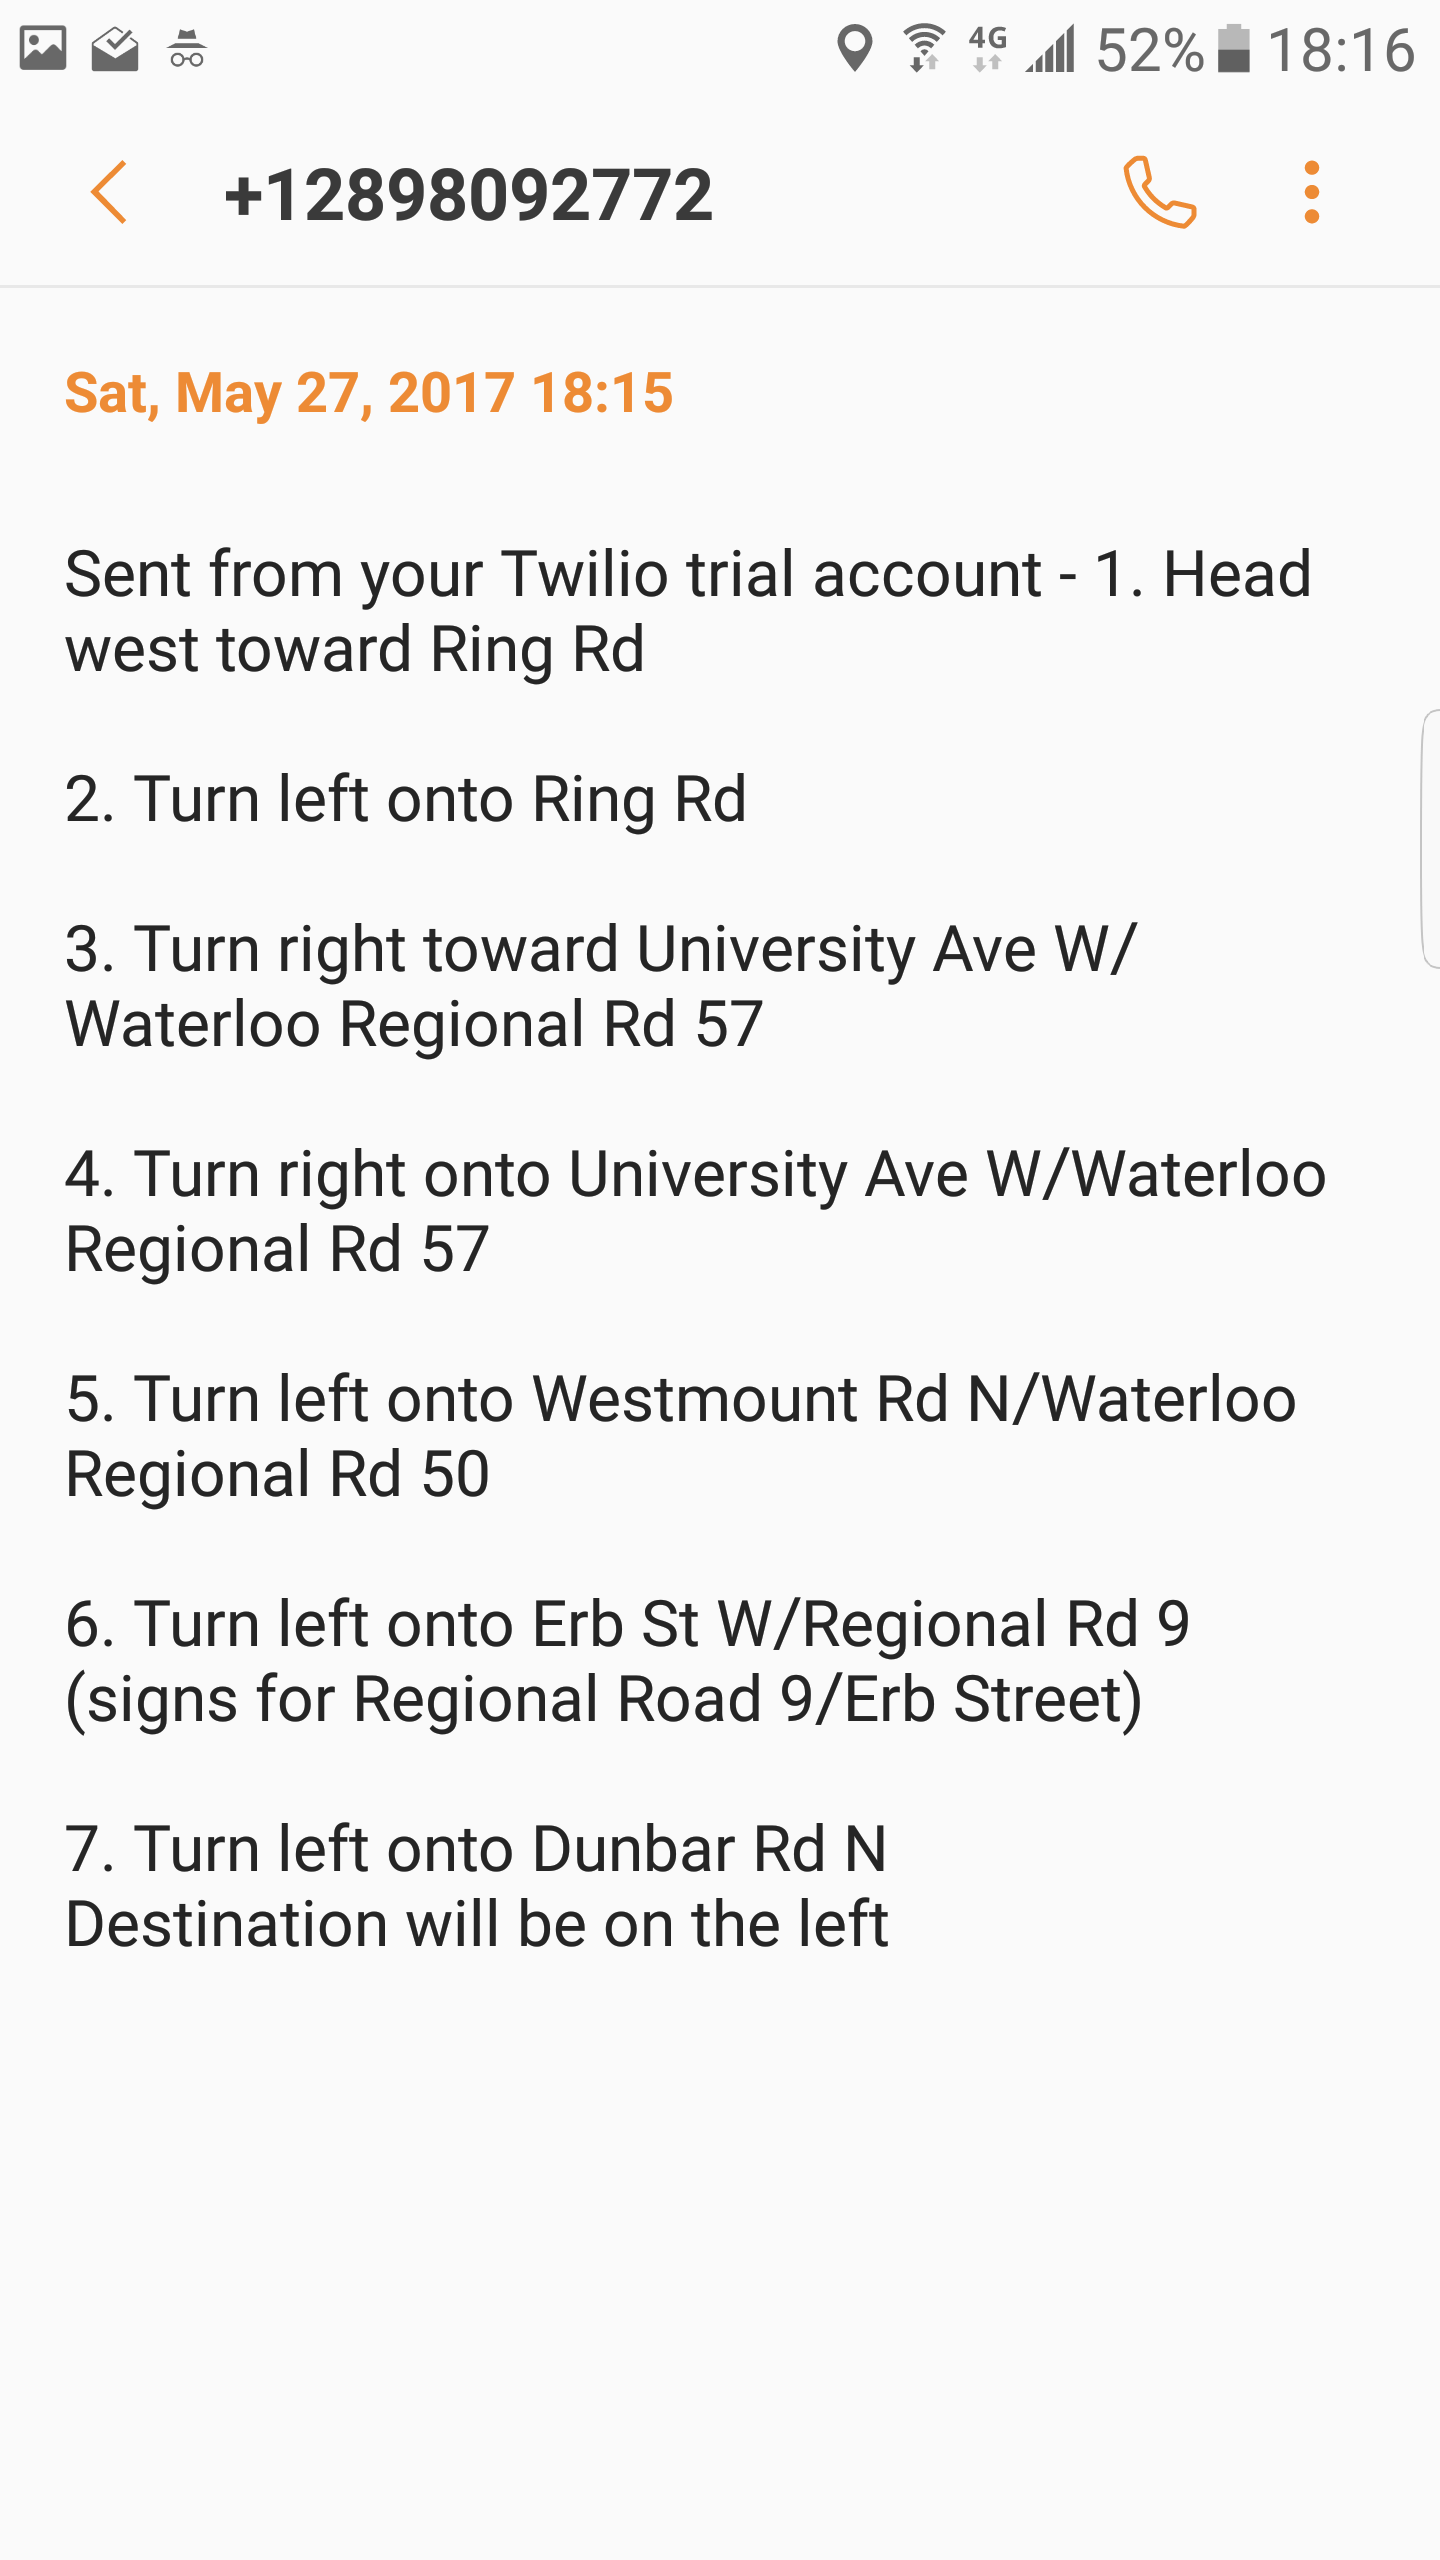 4G 52% 18:16
+12898092772
Sat, May 27, 2017 18:15
Sent from your Twilio trial account - 1. Head
west toward Ring Rd
2. Turn left onto Ring Rd
3. Turn right toward University Ave W/
Waterloo Regional Rd 57
4. Turn right onto University Ave W/Waterloo
Regional Rd 57
5. Turn left onto Westmount Rd N/Waterloo
Regional Rd 50
6. Turn left onto Erb St W/Regional Rd 9
(signs for Regional Road 9/Erb Street)
7. Turn left onto Dunbar Rd N
Destination will be on the left